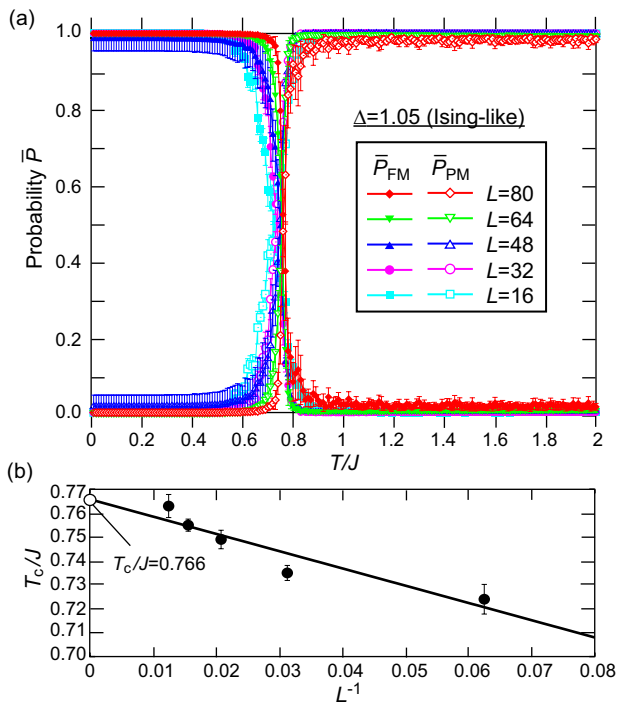 (a)
1.0
0.8
0.6
0.4
0.2
0.0
Probability P̅
Δ=1.05 (Ising-like)
P̅FM P̅PM
L=80
L=64
L=48
L=32
L=16
0 0.2 0.4 0.6 0.8 1 1.2 1.4 1.6 1.8 2
T/J
(b)
0.77
0.76
0.75
0.74
0.73
0.72
0.71
0.70
Tc/J
Tc/J=0.766
0 0.01 0.02 0.03 0.04 0.05 0.06 0.07 0.08
L⁻¹